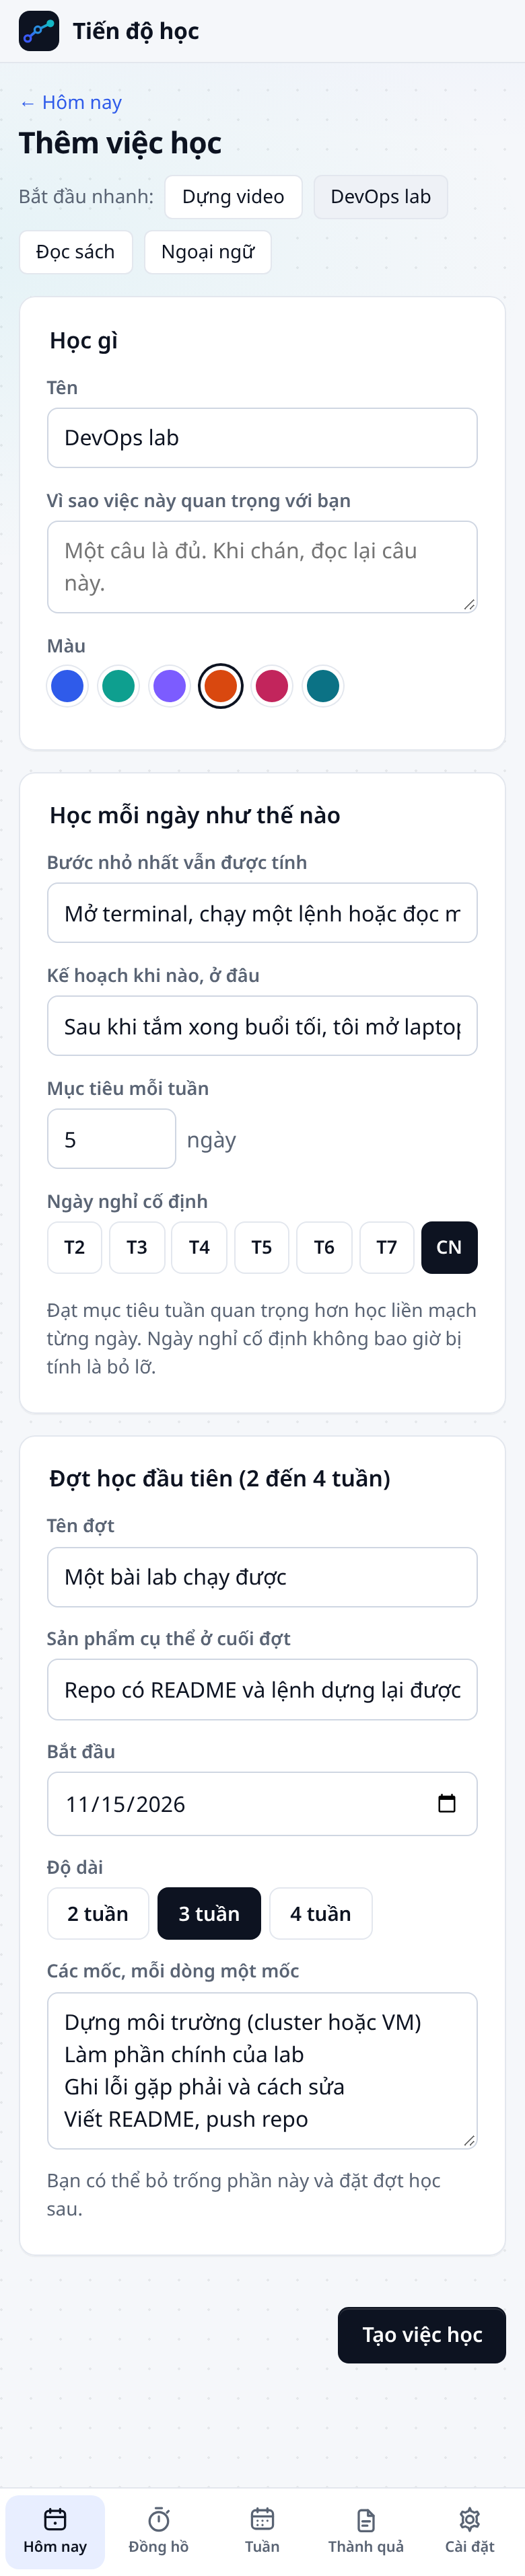 Tiến độ học
← Hôm nay
Thêm việc học
Bắt đầu nhanh: Dựng video DevOps lab
Đọc sách Ngoại ngữ
Học gì
Tên
DevOps lab
Vì sao việc này quan trọng với bạn
Một câu là đủ. Khi chán, đọc lại câu
này.
Màu
Học mỗi ngày như thế nào
Bước nhỏ nhất vẫn được tính
Mở terminal, chạy một lệnh hoặc đọc
Kế hoạch khi nào, ở đâu
Sau khi tắm xong buổi tối, tôi mở laptop
Mục tiêu mỗi tuần
5 ngày
Ngày nghỉ cố định
T2 T3 T4 T5 T6 T7 CN
Đạt mục tiêu tuần quan trọng hơn học liền mạch
từng ngày. Ngày nghỉ cố định không bao giờ bị
tính là bỏ lỡ.
Đợt học đầu tiên (2 đến 4 tuần)
Tên đợt
Một bài lab chạy được
Sản phẩm cụ thể ở cuối đợt
Repo có README và lệnh dựng lại được
Bắt đầu
11/15/2026
Độ dài
2 tuần 3 tuần 4 tuần
Các mốc, mỗi dòng một mốc
Dựng môi trường (cluster hoặc VM)
Làm phần chính của lab
Ghi lỗi gặp phải và cách sửa
Viết README, push repo
Bạn có thể bỏ trống phần này và đặt đợt học
sau.
Tạo việc học
Hôm nay Đồng hồ Tuần Thành quả Cài đặt